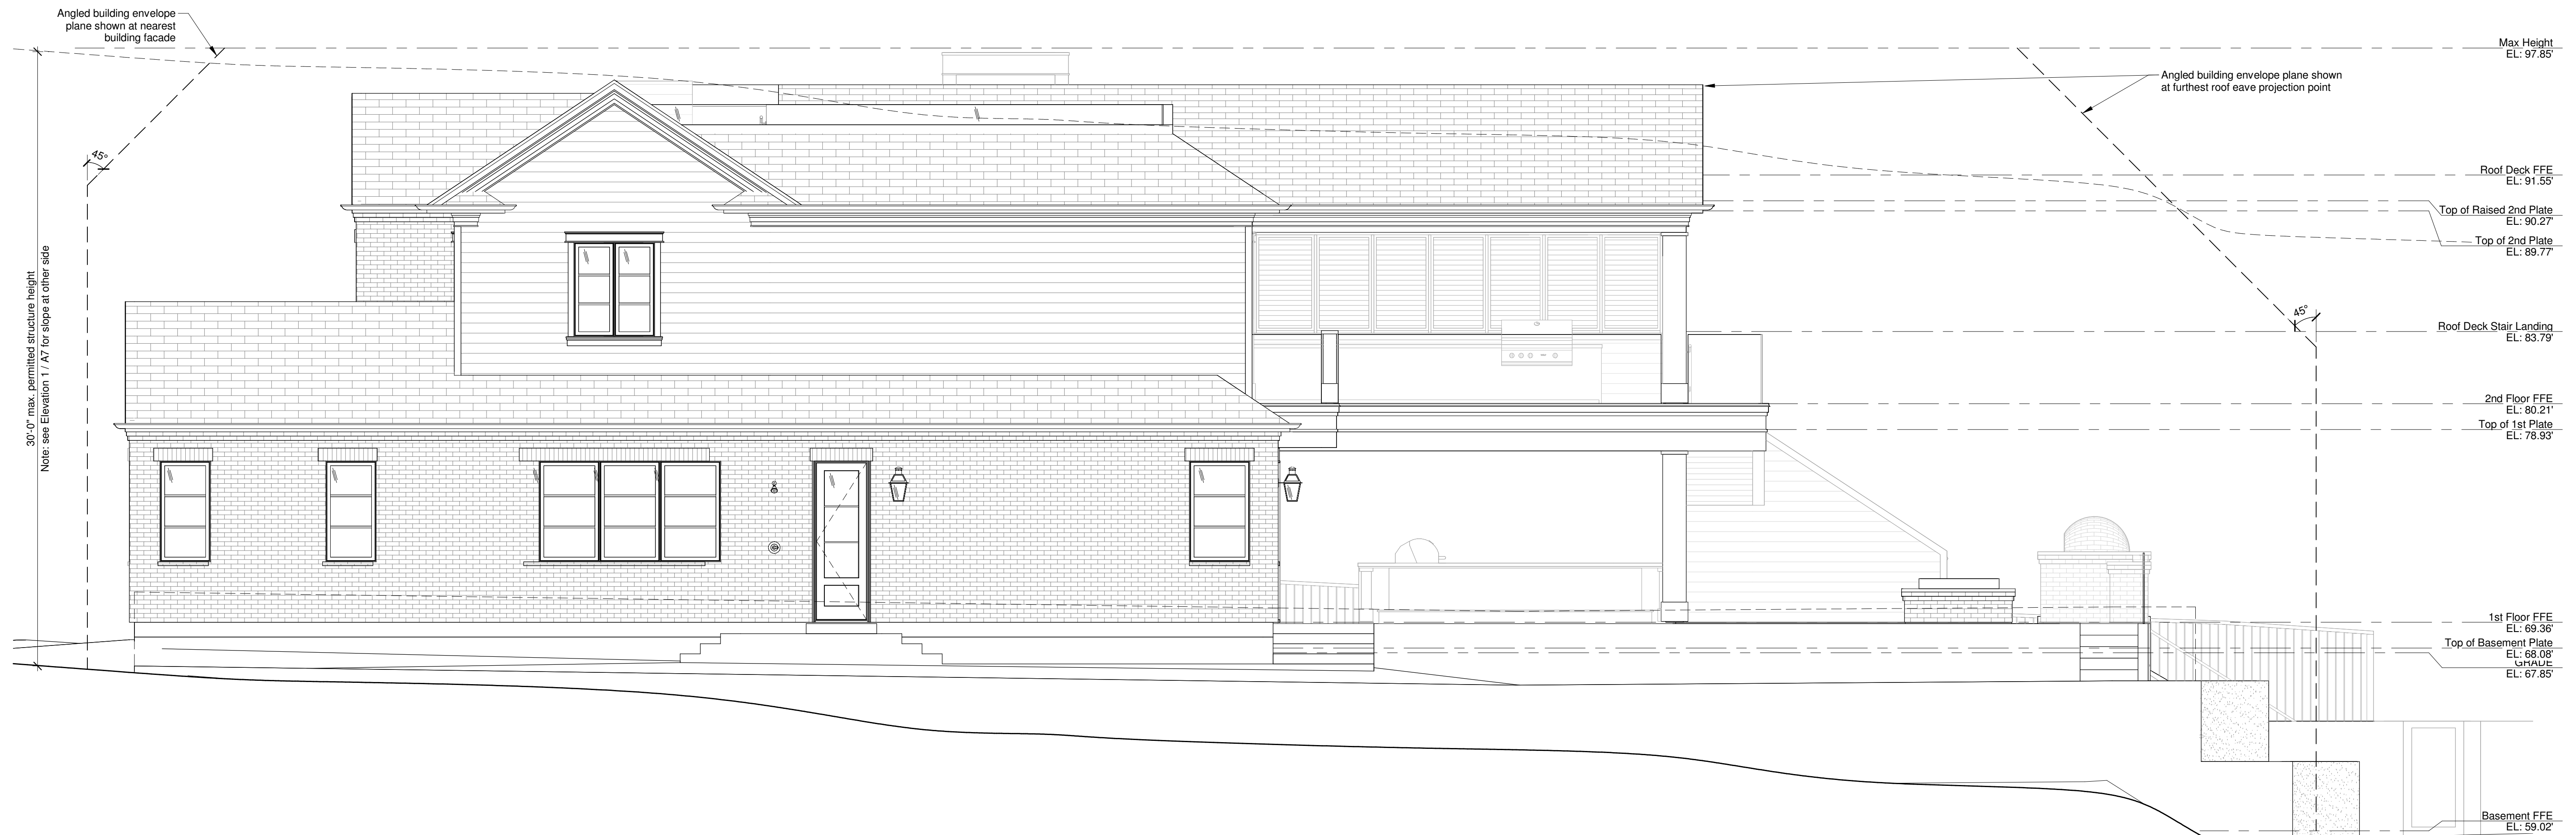 Angled building envelope
plane shown at nearest
building facade
45°
30'-0" max. permitted structure height
Note: see Elevation 1 / A7 for slope at other side
Max Height
EL: 97.85'
Angled building envelope plane shown
at furthest roof eave projection point
Roof Deck FFE
EL: 91.55'
Top of Raised 2nd Plate
EL: 90.27'
Top of 2nd Plate
EL: 89.77'
45°
Roof Deck Stair Landing
EL: 83.79'
2nd Floor FFE
EL: 80.21'
Top of 1st Plate
EL: 78.93'
1st Floor FFE
EL: 69.36'
Top of Basement Plate
EL: 68.08'
GRADE
EL: 67.85'
Basement FFE
EL: 59.02'